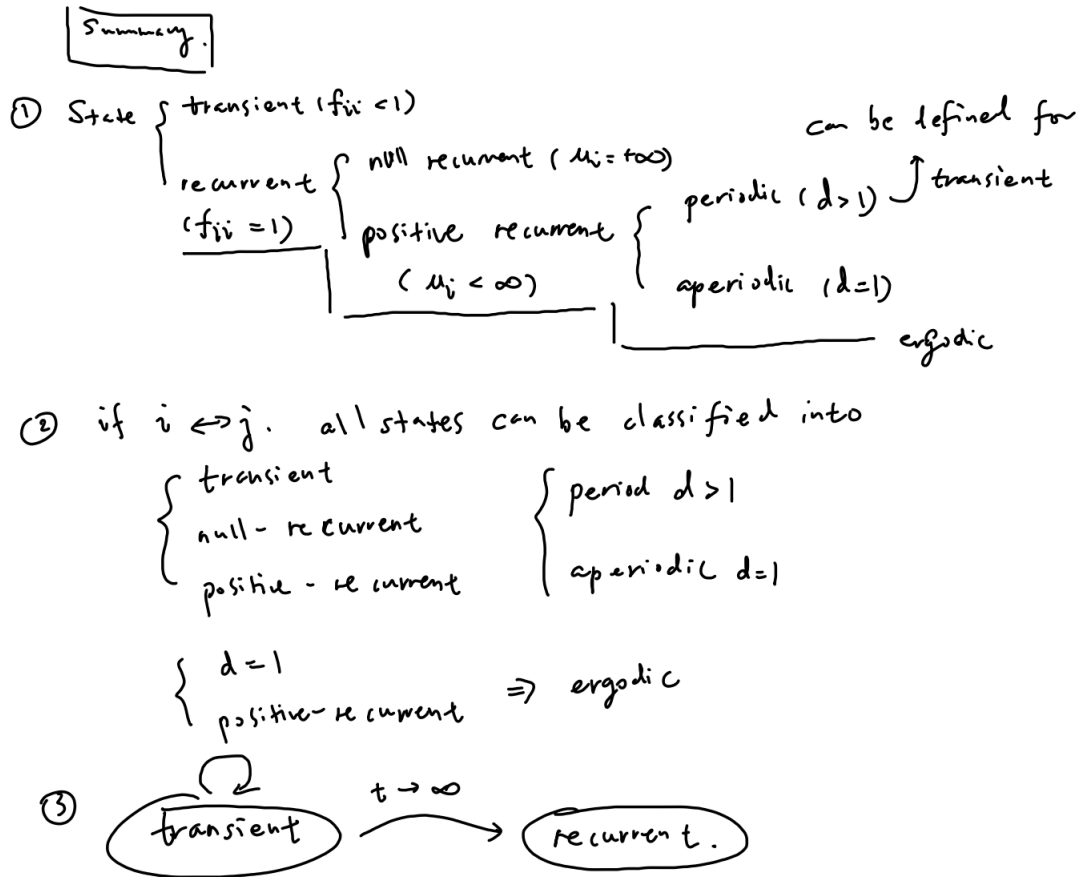 Summary.
① State { transient (fii < 1)
can be defined for
transient
recurrent { null recurrent (μi = +∞)
(fii = 1)
positive recurrent { periodic (d>1)
(μi < ∞)
aperiodic (d=1)
ergodic
② if i ↔ j. all states can be classified into
{ transient
null - recurrent
positive - recurrent
{ period d > 1
aperiodic d=1
{ d = 1
positive - recurrent ⇒ ergodic
③ transient t → ∞ recurrent.